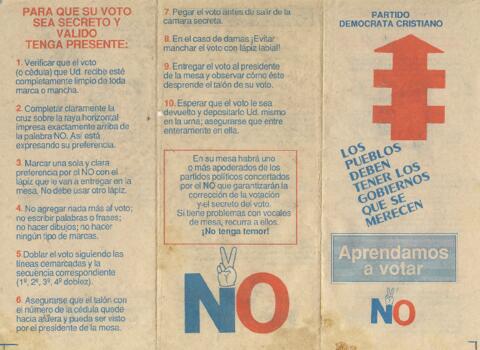 PARA QUE SU VOTO
SEA SECRETO Y
VALIDO
TENGA PRESENTE:
1. Verificar que el voto
(o cédula) que Ud. recibe esté
completamente limpio de toda
marca o mancha.
2. Completar claramente la
cruz sobre la raya horizontal
impresa exactamente arriba de
la palabra NO. Así está
expresando su preferencia.
3. Marcar una sola y clara
preferencia por el NO con el
lápiz que le van a entregar en la
mesa. No debe usar otro lápiz.
4. No agregar nada más al voto;
no escribir palabras o frases;
no hacer dibujos; no hacer
ningún tipo de marcas.
5. Doblar el voto siguiendo las
líneas demarcadas y la
secuencia correspondiente
(1º, 2º, 3º, 4º doblez).
6. Asegurarse que el talón con
el número de la cédula quede
hacia afuera y pueda ser visto
por el presidente de la mesa.
7. Pegar el voto antes de salir de la
cámara secreta.
8. En el caso de damas ¡Evitar
manchar el voto con lápiz labial!
9. Entregar el voto al presidente
de la mesa y observar cómo éste
desprende el talón de su voto.
10. Esperar que el voto le sea
devuelto y depositarlo Ud. mismo
en la urna; asegurarse que entre
enteramente en ella.
En su mesa habrá uno
o más apoderados de los
partidos políticos concertados
por el NO que garantizarán la
corrección de la votación
y el secreto del voto.
Si tiene problemas con vocales
de mesa, recurra a ellos.
¡No tenga temor!
NO
PARTIDO
DEMOCRATA CRISTIANO
LOS
PUEBLOS
DEBEN
TENER LOS
GOBIERNOS
QUE SE
MERECEN
Aprendamos
a votar
NO